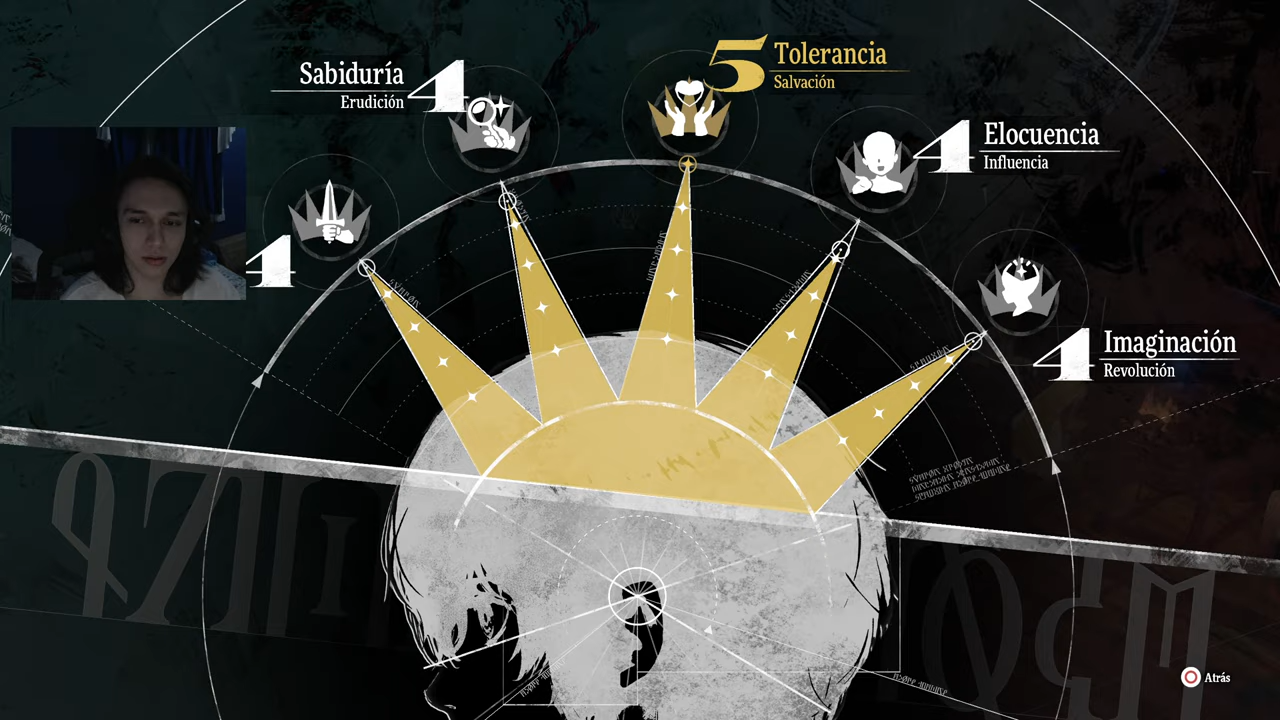 Sabiduría
Erudición
4
5
Tolerancia
Salvación
4
Elocuencia
Influencia
4
4
Imaginación
Revolución
Atrás